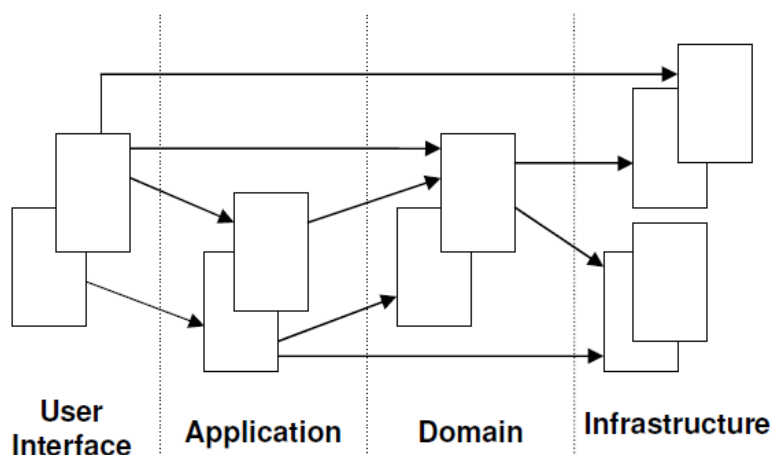 User
Interface
Application
Domain
Infrastructure